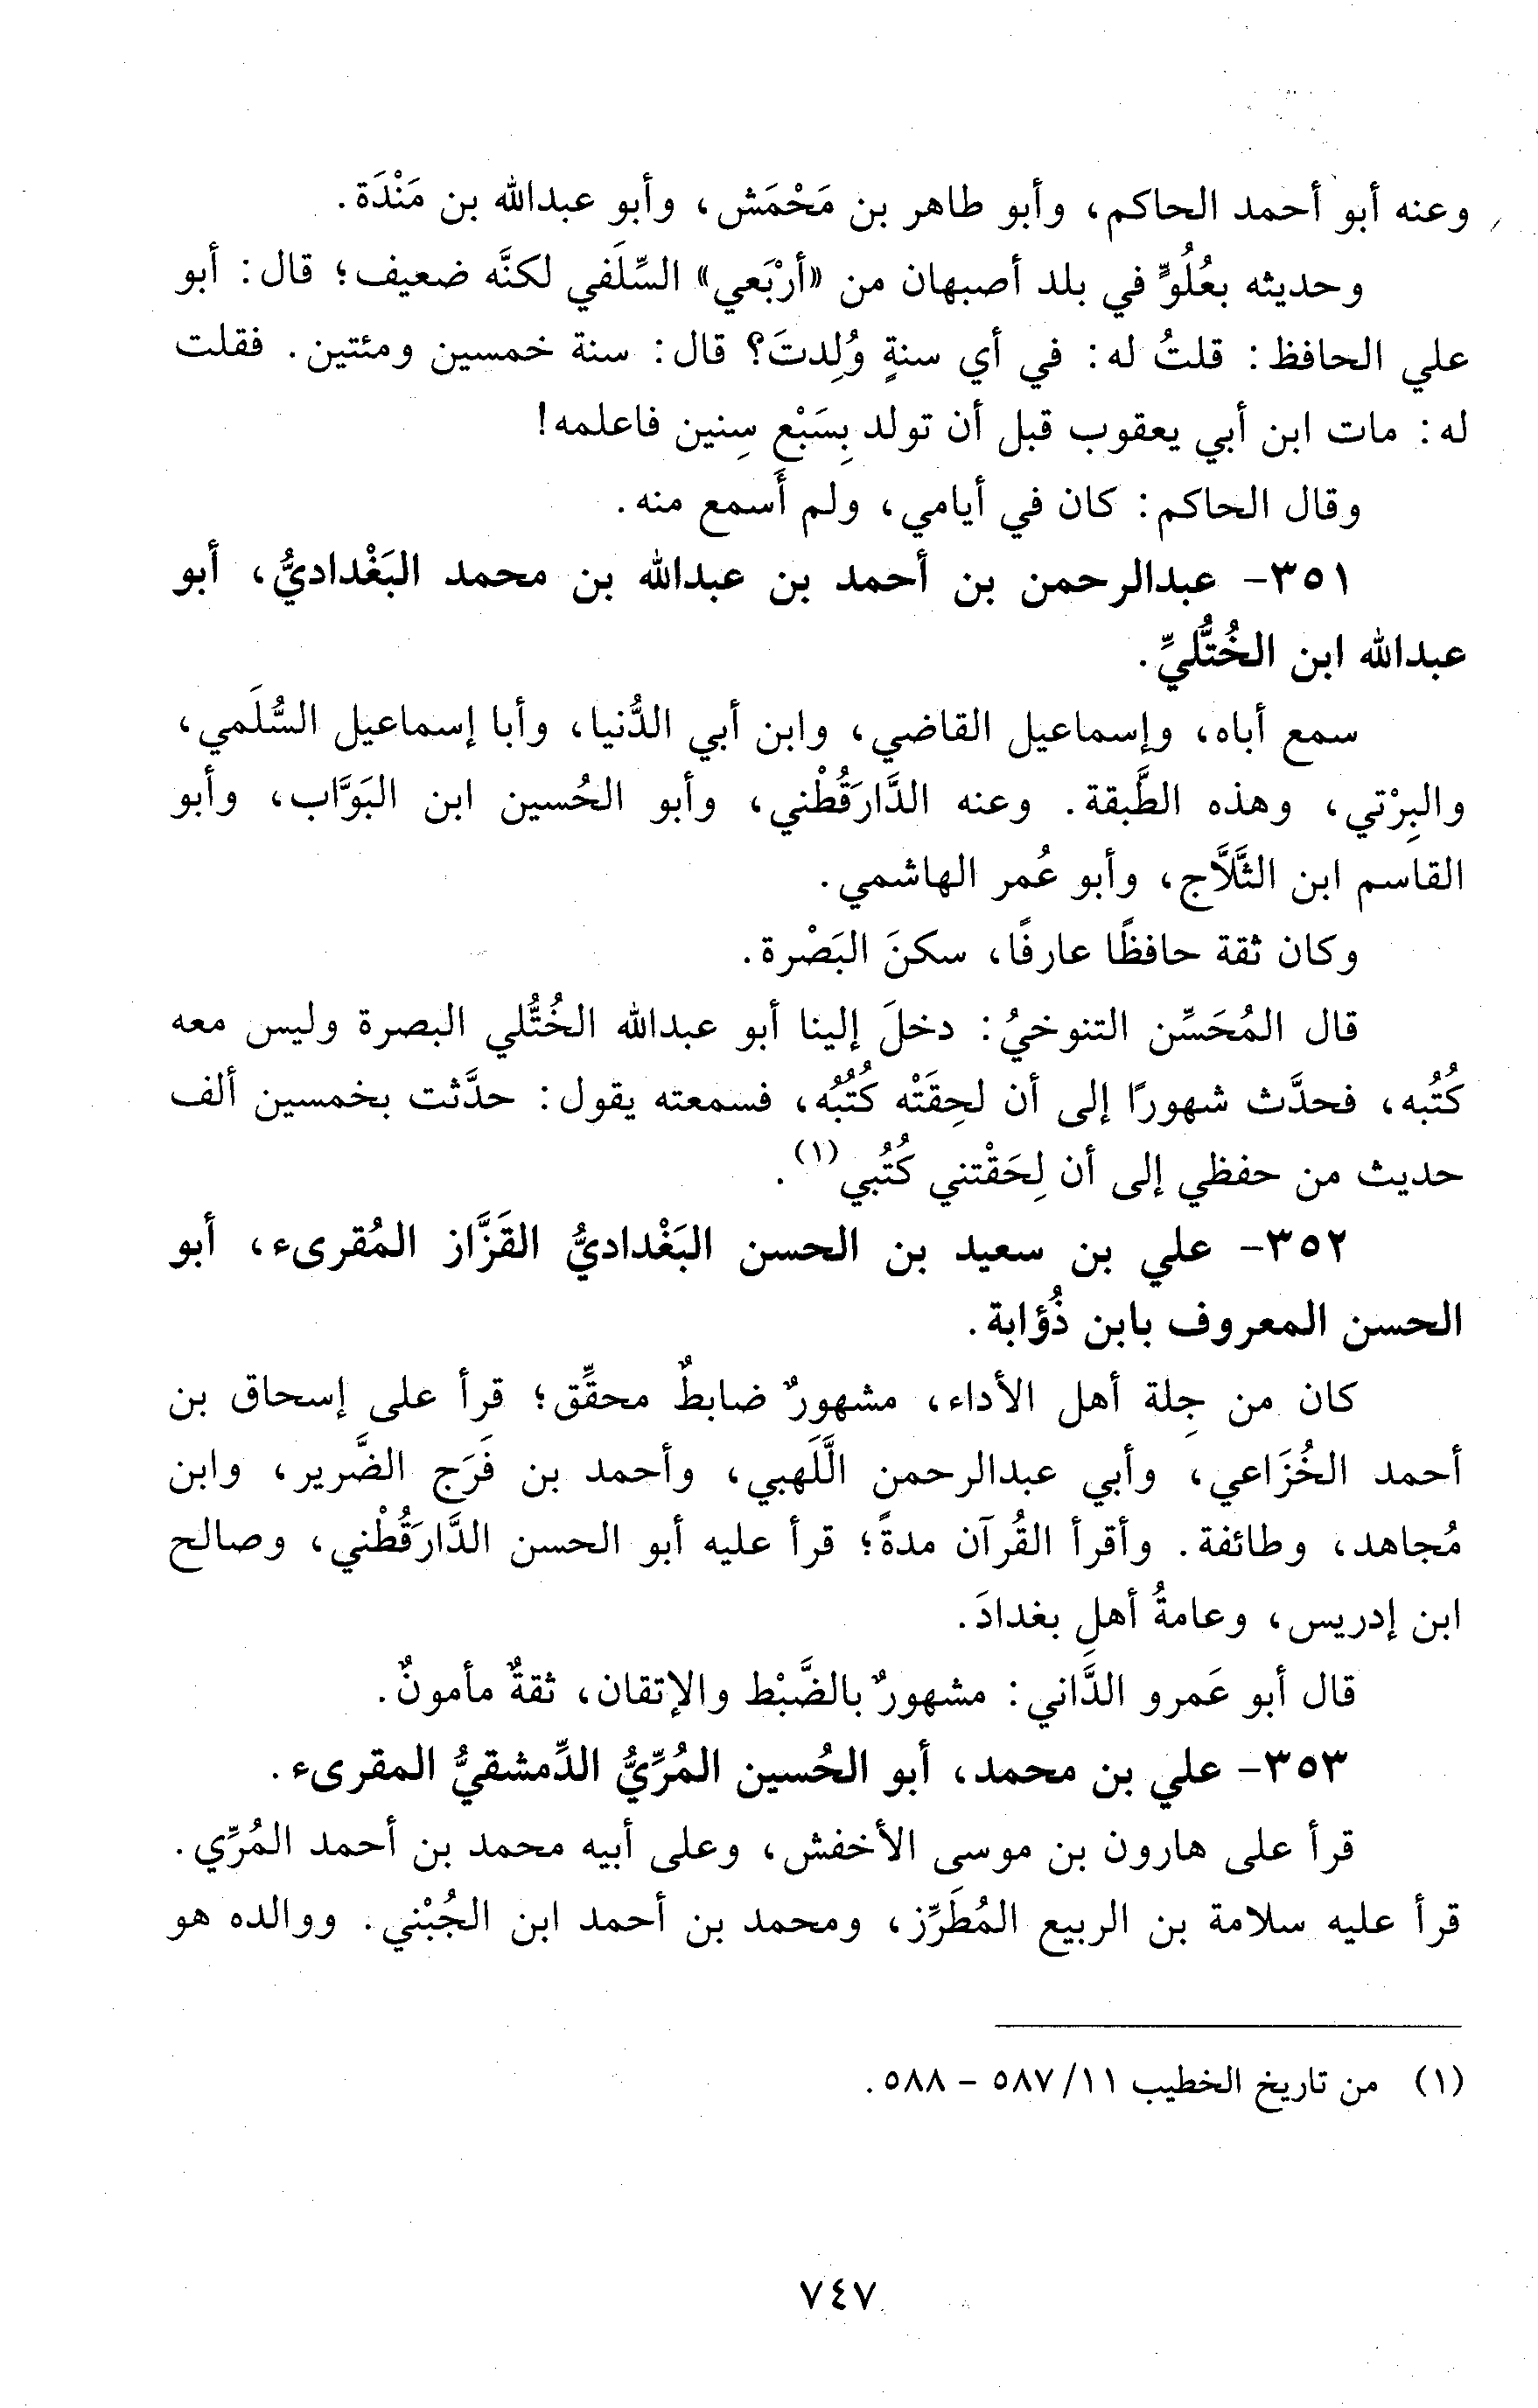 وعنه أبو أحمد الحاكم، وأبو طاهر بن مَحْمَش، وأبو عبدالله بن مَنْدَة.
وحديثه بعُلُوٍّ في بلد أصبهان من «أرْبَعي» السِّلَفي لكنَّه ضعيف؛ قال: أبو
علي الحافظ: قلتُ له: في أي سنةٍ وُلِدتَ؟ قال: سنة خمسين ومئتين. فقلت
له: مات ابن أبي يعقوب قبل أن تولد بِسَبْع سِنين فاعلمه!
وقال الحاكم: كان في أيامي، ولم أَسمع منه.
٣٥١- عبدالرحمن بن أحمد بن عبدالله بن محمد البَغْداديُّ، أبو
عبدالله ابن الخُتُّليِّ.
سمع أباه، وإسماعيل القاضي، وابن أبي الدُّنيا، وأبا إسماعيل السُّلَمي،
والبِرْتي، وهذه الطَّبقة. وعنه الدَّارَقُطْني، وأبو الحُسين ابن البَوَّاب، وأبو
القاسم ابن الثَّلَّاج، وأبو عُمر الهاشمي.
وكان ثقة حافظًا عارفًا، سكنَ البَصْرة.
قال المُحَسِّن التنوخيُ: دخلَ إلينا أبو عبدالله الخُتُّلي البصرة وليس معه
كُتُبه، فحدَّث شهورًا إلى أن لحِقَتْه كُتُبُه، فسمعته يقول: حدَّثت بخمسين ألف
حديث من حفظي إلى أن لِحَقْتني كُتُبي(١).
٣٥٢- علي بن سعيد بن الحسن البَغْداديُّ القَزَّاز المُقرىء، أبو
الحسن المعروف بابن ذُؤابة.
كان من جِلة أهل الأداء، مشهورٌ ضابطٌ محقِّق؛ قرأ على إسحاق بن
أحمد الخُزَاعي، وأبي عبدالرحمن اللَّهَبي، وأحمد بن فَرَج الضَّرير، وابن
مُجاهد، وطائفة. وأقرأ القُرآن مدةً؛ قرأ عليه أبو الحسن الدَّارَقُطْني، وصالح
ابن إدريس، وعامةُ أهلِ بغدادَ.
قال أبو عَمرو الدَّاني: مشهورٌ بالضَّبْط والإتقان، ثقةٌ مأمونٌ.
٣٥٣- علي بن محمد، أبو الحُسين المُرِّيُّ الدِّمشقيُّ المقرىء.
قرأ على هارون بن موسى الأخفش، وعلى أبيه محمد بن أحمد المُرِّي.
قرأ عليه سلامة بن الربيع المُطَرِّز، ومحمد بن أحمد ابن الجُبْني. ووالده هو
(١) من تاريخ الخطيب ١١/ ٥٨٧ - ٥٨٨.
٧٤٧